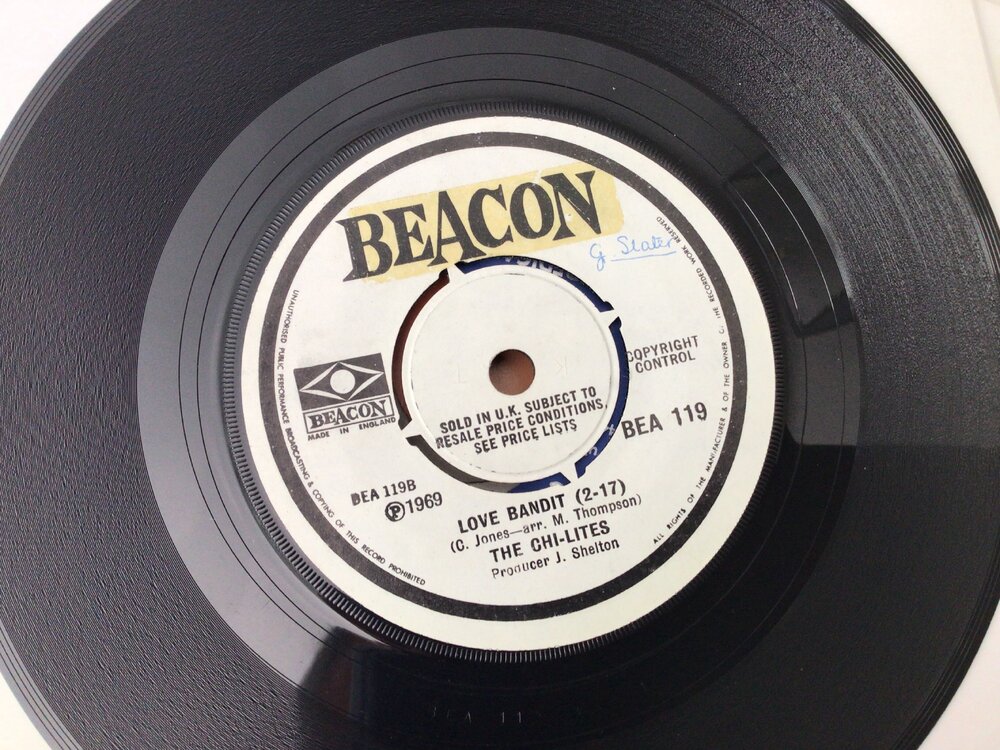 BEACON
G. Slater
UNAUTHORISED PUBLIC PERFORMANCE BROADCASTING & COPYING OF THIS RECORD PROHIBITED
ALL RIGHTS OF THE MANUFACTURER & OF THE OWNER OF THE RECORDED WORK RESERVED
BEACON
MADE IN ENGLAND
COPYRIGHT
CONTROL
SOLD IN U.K. SUBJECT TO
RESALE PRICE CONDITIONS,
SEE PRICE LISTS
BEA 119
BEA 119B
℗1969
LOVE BANDIT (2-17)
(C. Jones—arr. M. Thompson)
THE CHI-LITES
Producer J. Shelton